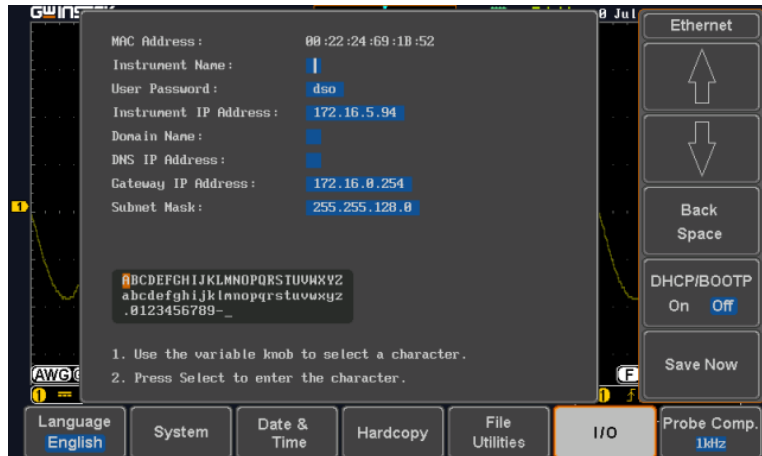 GWINSTEK
0 Jul
Ethernet
MAC Address: 00:22:24:69:1B:52
Instrument Name:
User Password: dso
Instrument IP Address: 172.16.5.94
Domain Name:
DNS IP Address:
Gateway IP Address: 172.16.0.254
Subnet Mask: 255.255.128.0
1
Back
Space
ABCDEFGHIJKLMNOPQRSTUVWXYZ
abcdefghijklmnopqrstuvwxyz
.0123456789-_
DHCP/BOOTP
On Off
1. Use the variable knob to select a character.
2. Press Select to enter the character.
Save Now
AWG
F
1
1
Language
English
System
Date &
Time
Hardcopy
File
Utilities
I/O
Probe Comp.
1kHz